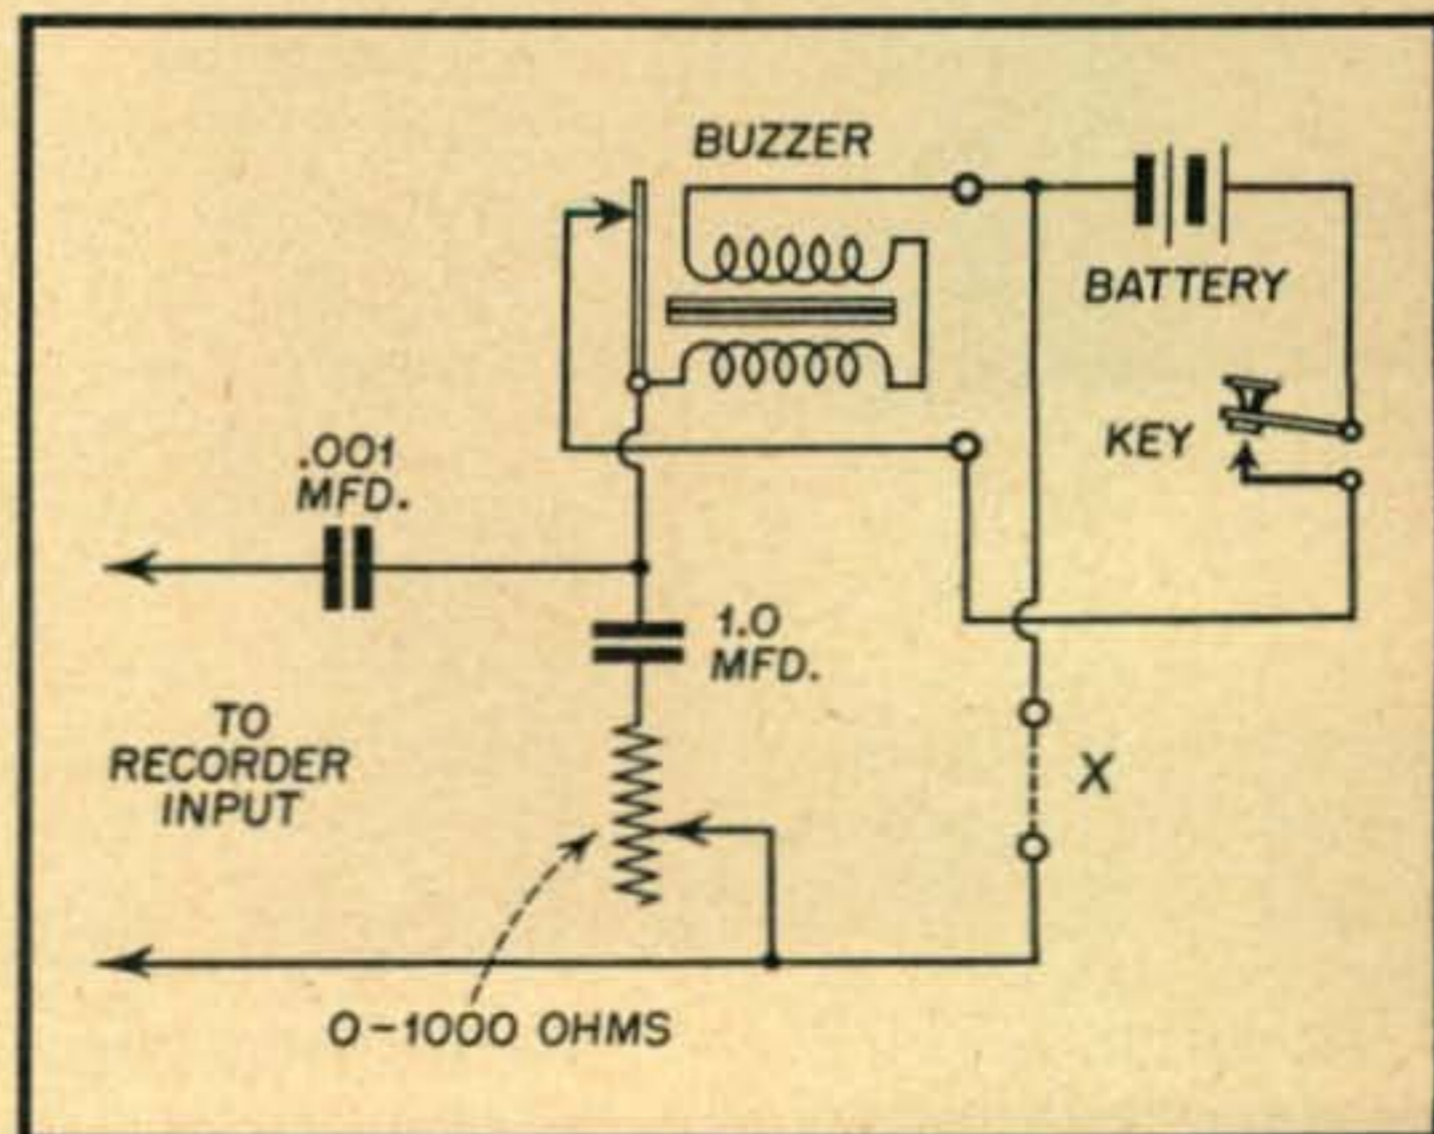 BUZZER
BATTERY
KEY
.001
MFD.
1.0
MFD.
TO
RECORDER
INPUT
X
0-1000 OHMS